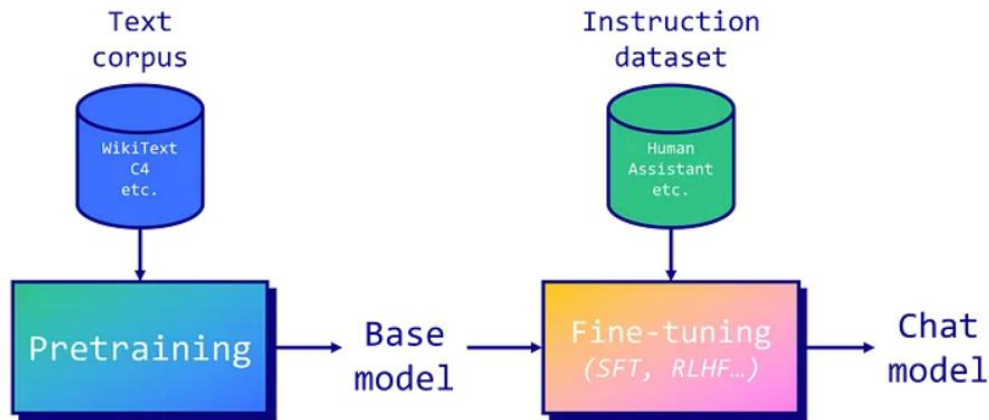 Text
corpus
WikiText
C4
etc.
Pretraining
Base
model
Instruction
dataset
Human
Assistant
etc.
Fine-tuning
(SFT, RLHF…)
Chat
model